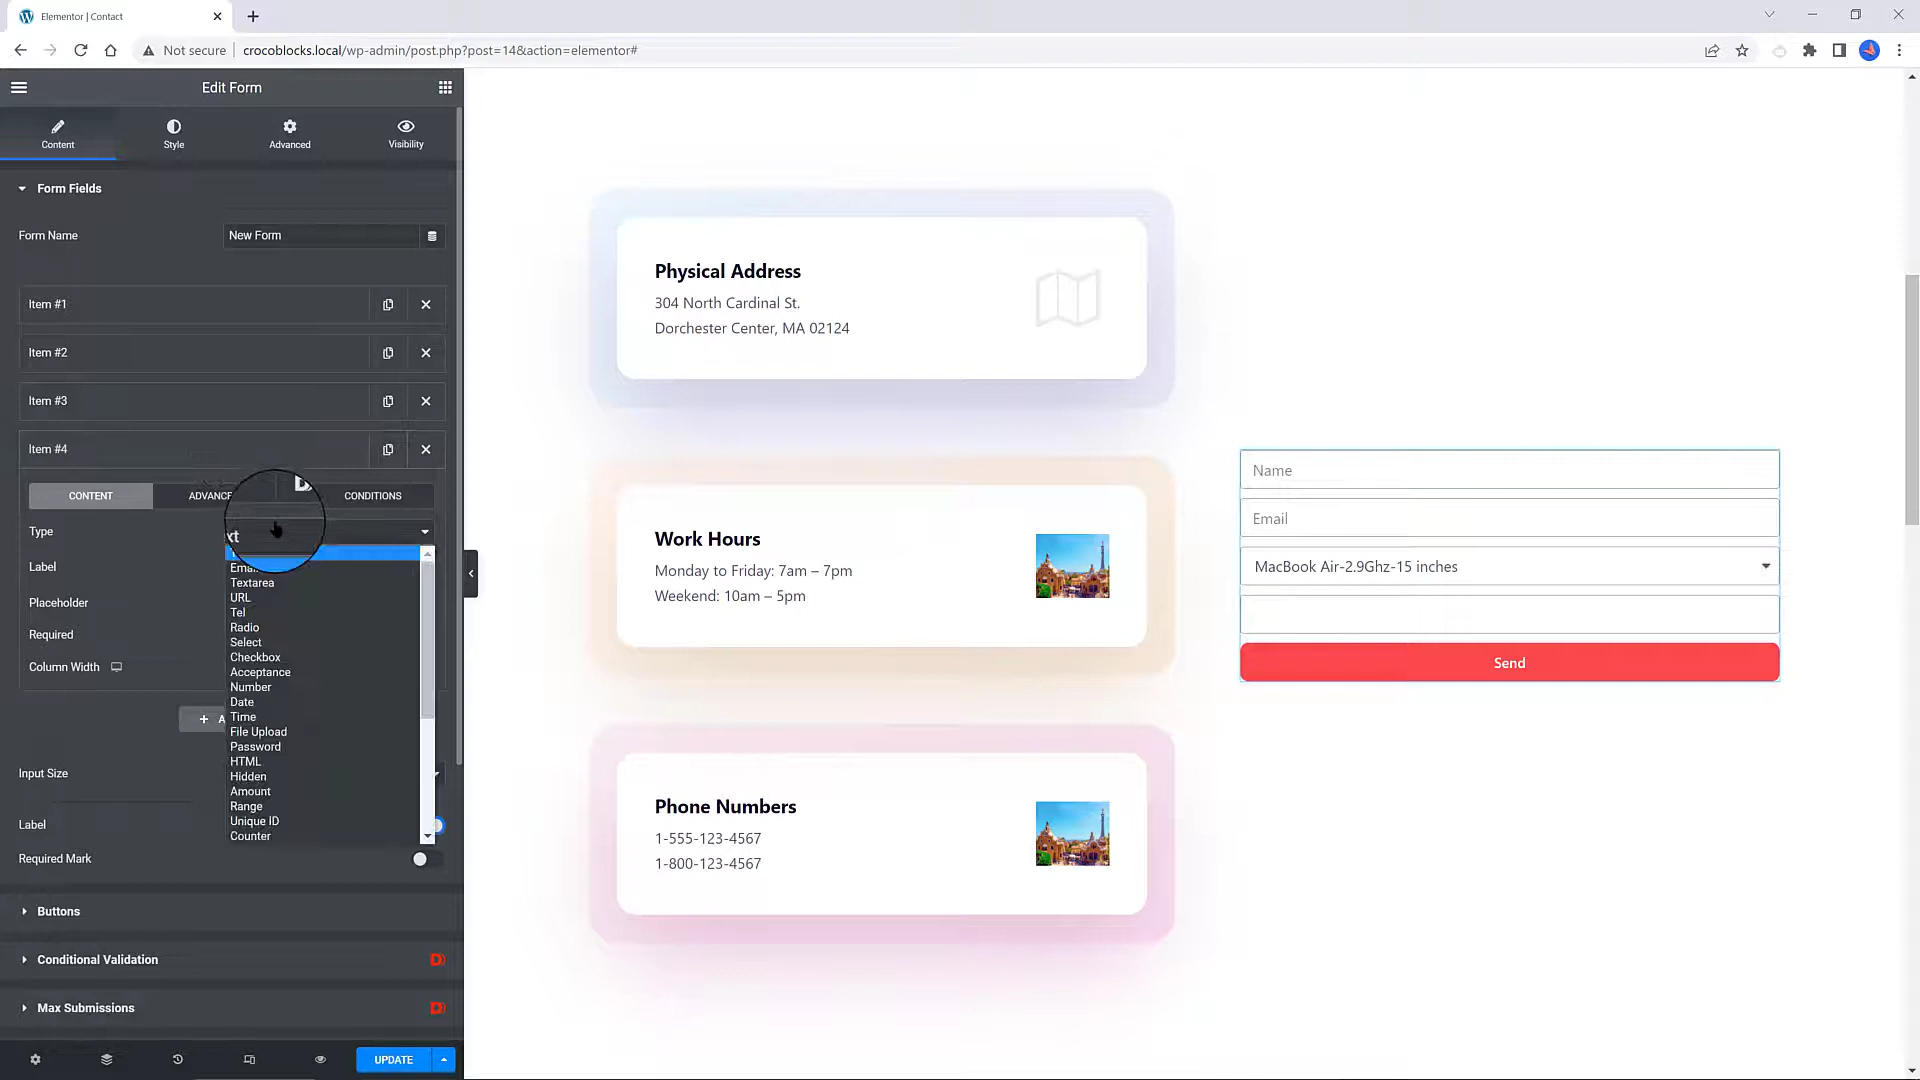 Elementor | Contact
Not secure
crocoblocks.local/wp-admin/post.php?post=14&action=elementor#
Edit Form
Content
Style
Advanced
Visibility
Form Fields
Form Name
New Form
Item #1
Item #2
Item #3
Item #4
CONTENT
CONDITIONS
Type
Label
Placeholder
Required
Column Width
Textarea
URL
Tel
Radio
Select
Checkbox
Acceptance
Number
Date
Time
File Upload
Password
HTML
Hidden
Amount
Range
Unique ID
Counter
Input Size
Label
Required Mark
Buttons
Conditional Validation
Max Submissions
UPDATE
Physical Address
304 North Cardinal St.
Dorchester Center, MA 02124
Work Hours
Monday to Friday: 7am – 7pm
Weekend: 10am – 5pm
Phone Numbers
1-555-123-4567
1-800-123-4567
Name
Email
MacBook Air-2.9Ghz-15 inches
Send